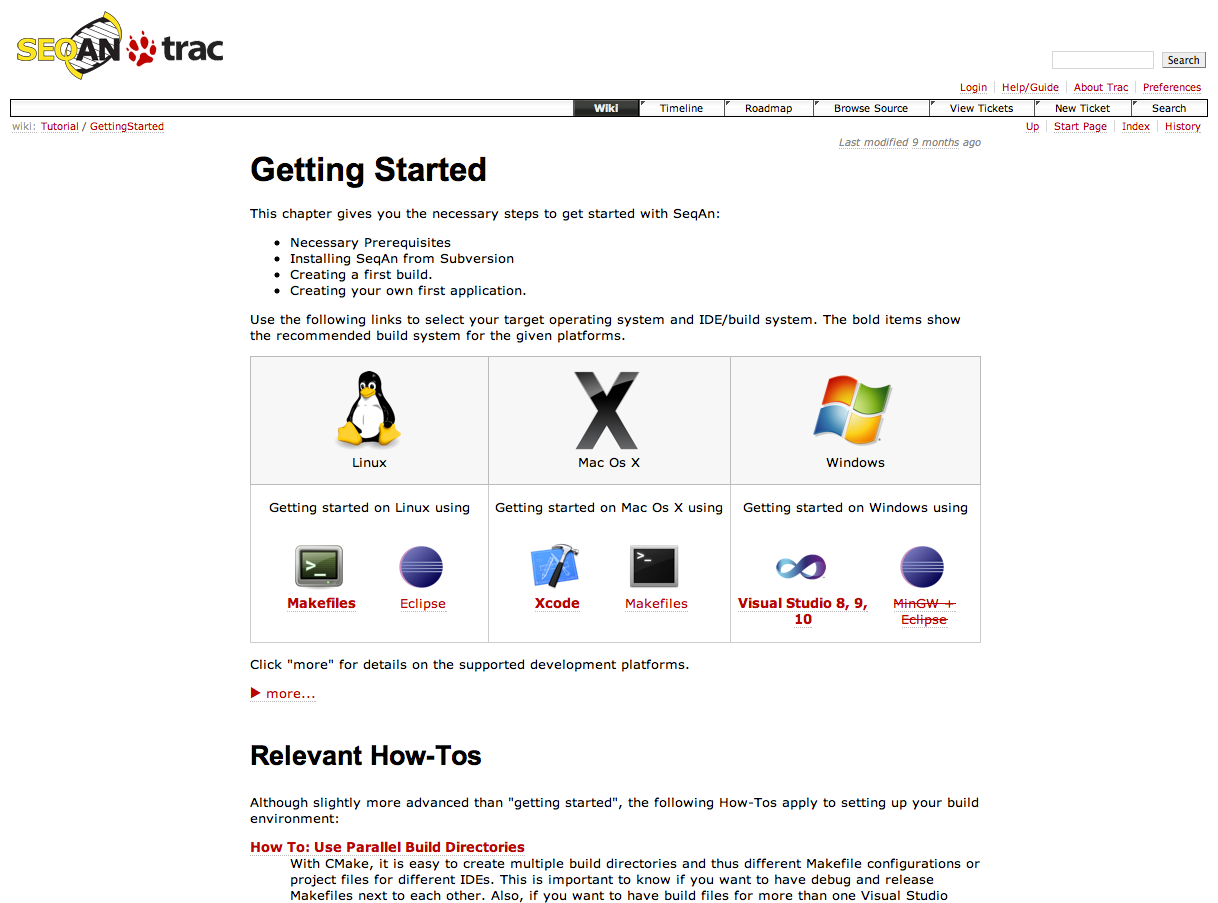 SEQAN trac
Search
Login Help/Guide About Trac Preferences
Wiki Timeline Roadmap Browse Source View Tickets New Ticket Search
wiki: Tutorial / GettingStarted
Up Start Page Index History
Last modified 9 months ago
Getting Started
This chapter gives you the necessary steps to get started with SeqAn:
Necessary Prerequisites
Installing SeqAn from Subversion
Creating a first build.
Creating your own first application.
Use the following links to select your target operating system and IDE/build system. The bold items show
the recommended build system for the given platforms.
Linux
Mac Os X
Windows
Getting started on Linux using
Getting started on Mac Os X using
Getting started on Windows using
Makefiles
Eclipse
Xcode
Makefiles
Visual Studio 8, 9,
10
MinGW +
Eclipse
Click "more" for details on the supported development platforms.
more...
Relevant How-Tos
Although slightly more advanced than "getting started", the following How-Tos apply to setting up your build
environment:
How To: Use Parallel Build Directories
With CMake, it is easy to create multiple build directories and thus different Makefile configurations or
project files for different IDEs. This is important to know if you want to have debug and release
Makefiles next to each other. Also, if you want to have build files for more than one Visual Studio